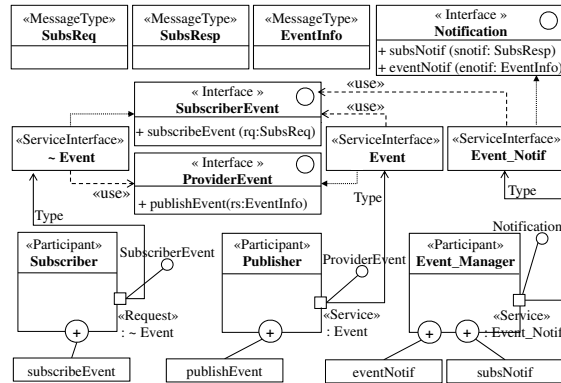 «MessageType»
SubsReq
«MessageType»
SubsResp
«MessageType»
EventInfo
« Interface »
Notification
+ subsNotif (snotif: SubsResp)
+ eventNotif (enotif: EventInfo)
« Interface »
SubscriberEvent
+ subscribeEvent (rq:SubsReq)
«use»
«use»
«ServiceInterface»
~ Event
« Interface »
ProviderEvent
+ publishEvent(rs:EventInfo)
«ServiceInterface»
Event
«ServiceInterface»
Event_Notif
«use»
Type
Type
Type
«Participant»
Subscriber
SubscriberEvent
«Request»
: ~ Event
«Participant»
Publisher
ProviderEvent
«Service»
: Event
«Participant»
Event_Manager
Notification
«Service»
: Event_Notif
subscribeEvent
publishEvent
eventNotif
subsNotif